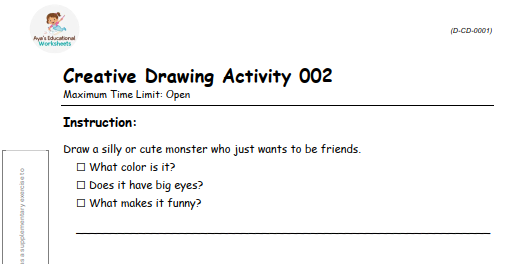 Aya's Educational
Worksheets
(D-CD-0001)
Creative Drawing Activity 002
Maximum Time Limit: Open
Instruction:
Draw a silly or cute monster who just wants to be friends.
☐ What color is it?
☐ Does it have big eyes?
☐ What makes it funny?
s a supplementary exercise to